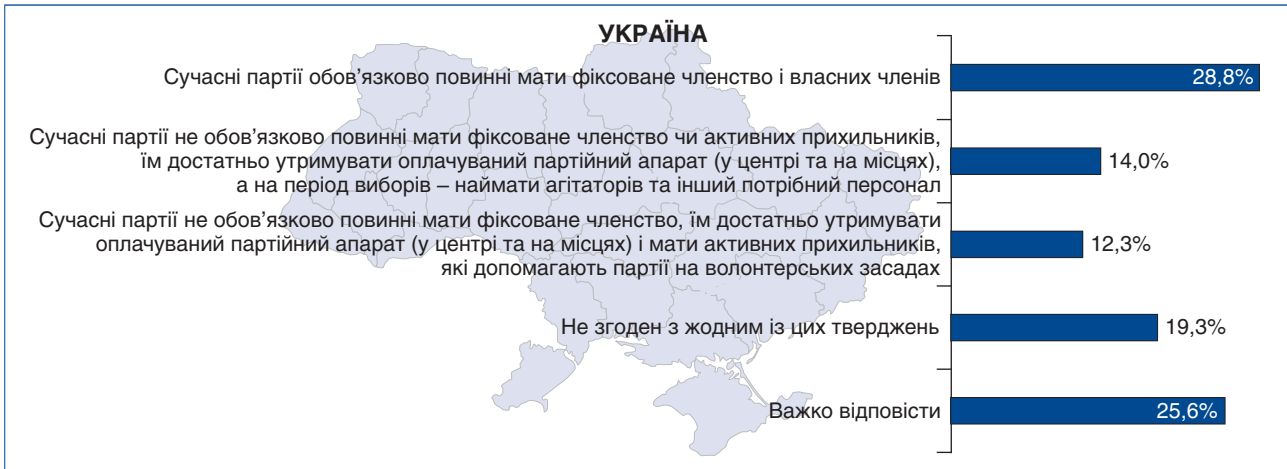 УКРАЇНА
Сучасні партії обов’язково повинні мати фіксоване членство і власних членів
28,8%
Сучасні партії не обов’язково повинні мати фіксоване членство чи активних прихильників,
їм достатньо утримувати оплачуваний партійний апарат (у центрі та на місцях),
а на період виборів – наймати агітаторів та інший потрібний персонал
14,0%
Сучасні партії не обов’язково повинні мати фіксоване членство, їм достатньо утримувати
оплачуваний партійний апарат (у центрі та на місцях) і мати активних прихильників,
які допомагають партії на волонтерських засадах
12,3%
Не згоден з жодним із цих тверджень
19,3%
Важко відповісти
25,6%